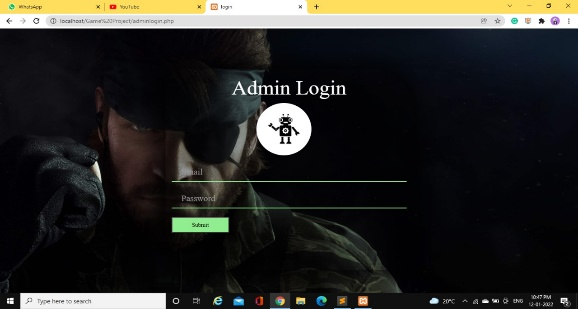 WhatsApp
YouTube
login
localhost/Game%20Project/adminlogin.php
Admin Login
Email
Password
Submit
Type here to search
20°C
ENG
10:47 PM
12-01-2022